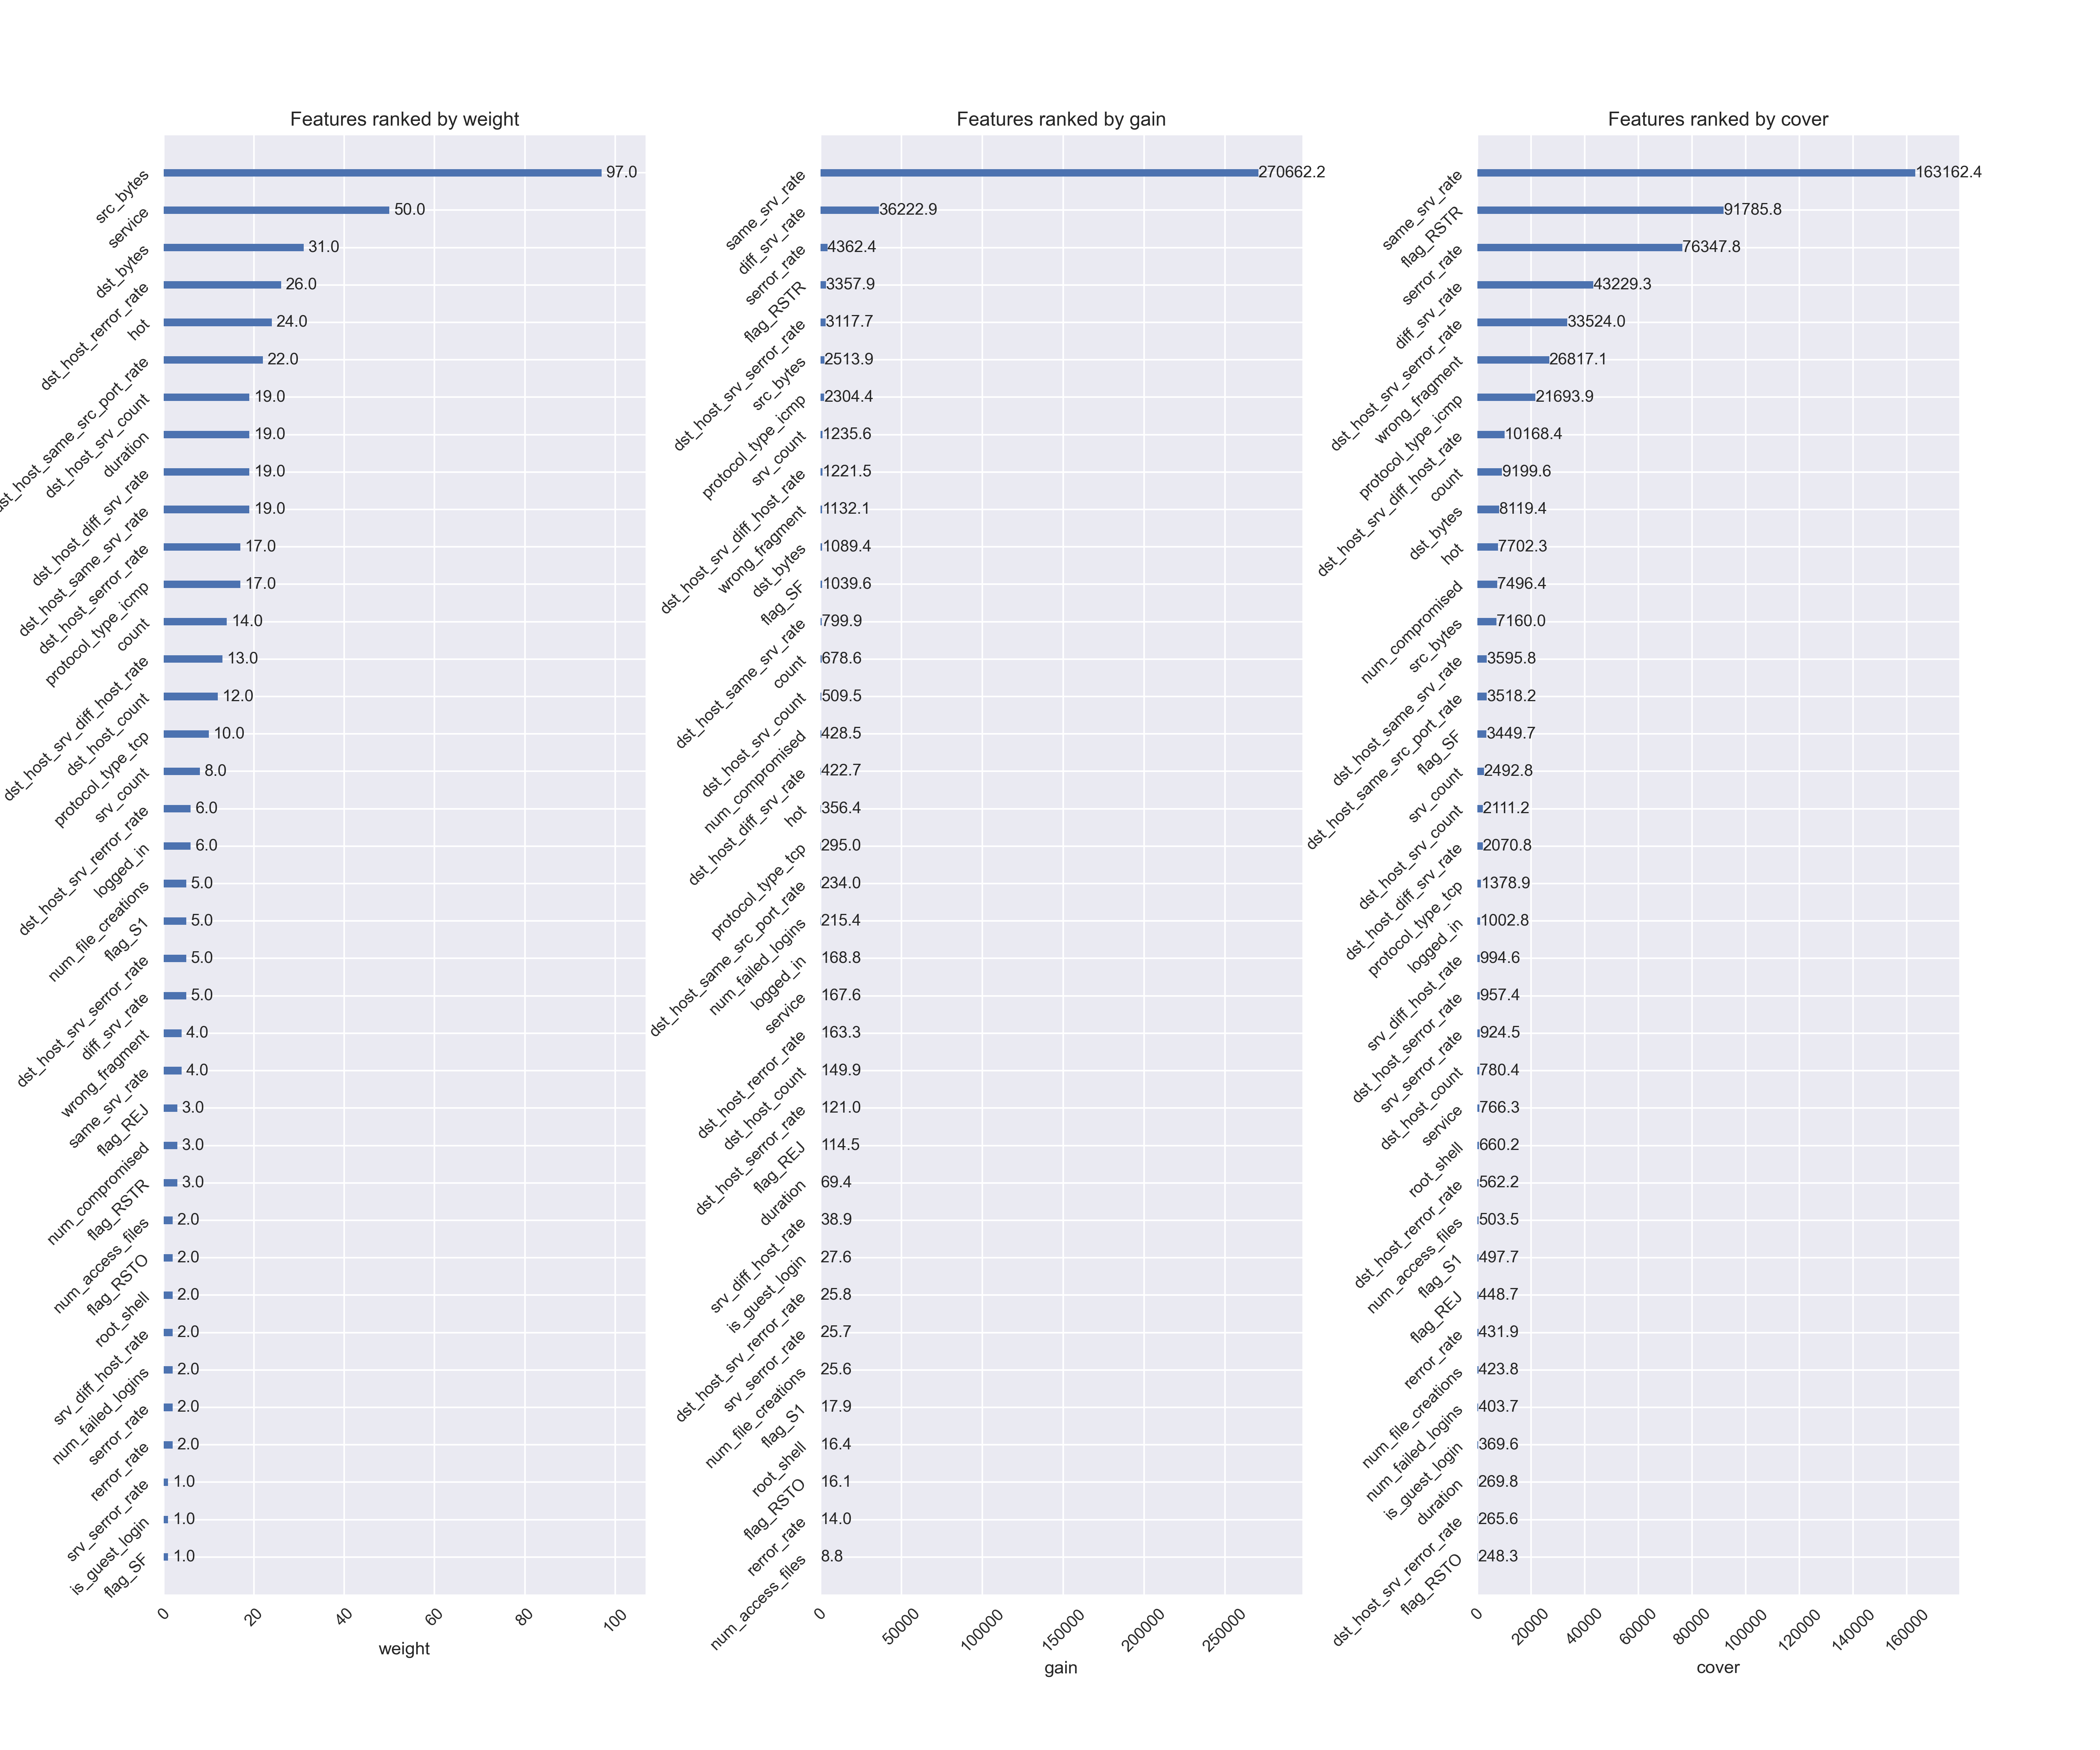 Features ranked by weight
src_bytes 97.0
service 50.0
dst_bytes 31.0
dst_host_rerror_rate 26.0
hot 24.0
dst_host_same_src_port_rate 22.0
dst_host_srv_count 19.0
duration 19.0
dst_host_diff_srv_rate 19.0
dst_host_same_srv_rate 19.0
dst_host_serror_rate 17.0
protocol_type_icmp 17.0
count 14.0
dst_host_srv_diff_host_rate 13.0
dst_host_count 12.0
protocol_type_tcp 10.0
srv_count 8.0
dst_host_srv_rerror_rate 6.0
logged_in 6.0
num_file_creations 5.0
flag_S1 5.0
dst_host_srv_serror_rate 5.0
diff_srv_rate 5.0
wrong_fragment 4.0
same_srv_rate 4.0
flag_REJ 3.0
num_compromised 3.0
flag_RSTR 3.0
num_access_files 2.0
flag_RSTO 2.0
root_shell 2.0
srv_diff_host_rate 2.0
num_failed_logins 2.0
serror_rate 2.0
rerror_rate 2.0
srv_serror_rate 1.0
is_guest_login 1.0
flag_SF 1.0
0 20 40 60 80 100
weight
Features ranked by gain
same_srv_rate 270662.2
diff_srv_rate 36222.9
serror_rate 4362.4
flag_RSTR 3357.9
dst_host_srv_serror_rate 3117.7
src_bytes 2513.9
protocol_type_icmp 2304.4
srv_count 1235.6
dst_host_srv_diff_host_rate 1221.5
wrong_fragment 1132.1
dst_bytes 1089.4
flag_SF 1039.6
dst_host_same_srv_rate 799.9
count 678.6
dst_host_srv_count 509.5
num_compromised 428.5
dst_host_diff_srv_rate 422.7
hot 356.4
protocol_type_tcp 295.0
dst_host_same_src_port_rate 234.0
num_failed_logins 215.4
logged_in 168.8
service 167.6
dst_host_rerror_rate 163.3
dst_host_count 149.9
dst_host_serror_rate 121.0
flag_REJ 114.5
duration 69.4
srv_diff_host_rate 38.9
is_guest_login 27.6
dst_host_srv_rerror_rate 25.8
srv_serror_rate 25.7
num_file_creations 25.6
flag_S1 17.9
root_shell 16.4
flag_RSTO 16.1
rerror_rate 14.0
num_access_files 8.8
0 50000 100000 150000 200000 250000
gain
Features ranked by cover
same_srv_rate 163162.4
flag_RSTR 91785.8
serror_rate 76347.8
diff_srv_rate 43229.3
dst_host_srv_serror_rate 33524.0
wrong_fragment 26817.1
protocol_type_icmp 21693.9
dst_host_srv_diff_host_rate 10168.4
count 9199.6
dst_bytes 8119.4
hot 7702.3
num_compromised 7496.4
src_bytes 7160.0
dst_host_same_srv_rate 3595.8
dst_host_same_src_port_rate 3518.2
flag_SF 3449.7
srv_count 2492.8
dst_host_srv_count 2111.2
dst_host_diff_srv_rate 2070.8
protocol_type_tcp 1378.9
logged_in 1002.8
srv_diff_host_rate 994.6
dst_host_serror_rate 957.4
srv_serror_rate 924.5
dst_host_count 780.4
service 766.3
root_shell 660.2
dst_host_rerror_rate 562.2
num_access_files 503.5
flag_S1 497.7
flag_REJ 448.7
rerror_rate 431.9
num_file_creations 423.8
num_failed_logins 403.7
is_guest_login 369.6
duration 269.8
dst_host_srv_rerror_rate 265.6
flag_RSTO 248.3
0 20000 40000 60000 80000 100000 120000 140000 160000
cover